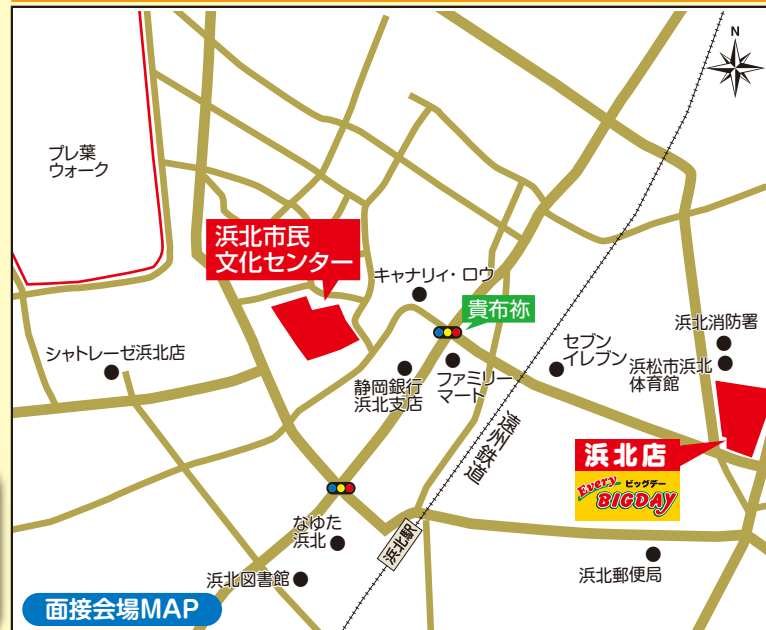 N
プレ葉
ウォーク
浜北市民
文化センター
キャナリィ・ロウ
貴布祢
浜北消防署
セブン
イレブン
浜松市浜北
体育館
シャトレーゼ浜北店
静岡銀行
浜北支店
ファミリー
マート
遠州鉄道
浜北店
Every ビッグデー
BIGDAY
なゆた
浜北
浜北駅
浜北図書館
浜北郵便局
面接会場MAP